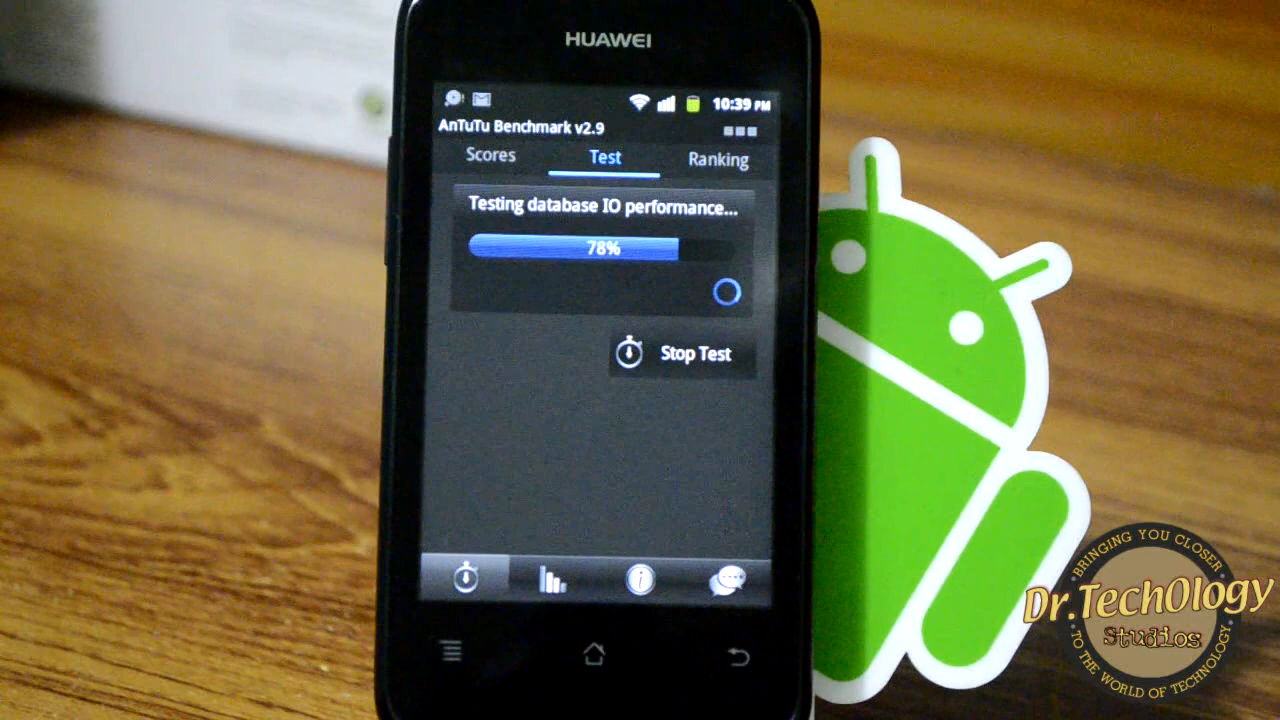 HUAWEI
10:39 PM
AnTuTu Benchmark v2.9
Scores Test Ranking
Testing database IO performance...
78%
Stop Test
BRINGING YOU CLOSER
Dr.TechOlogy
Studios
TO THE WORLD OF TECHNOLOGY